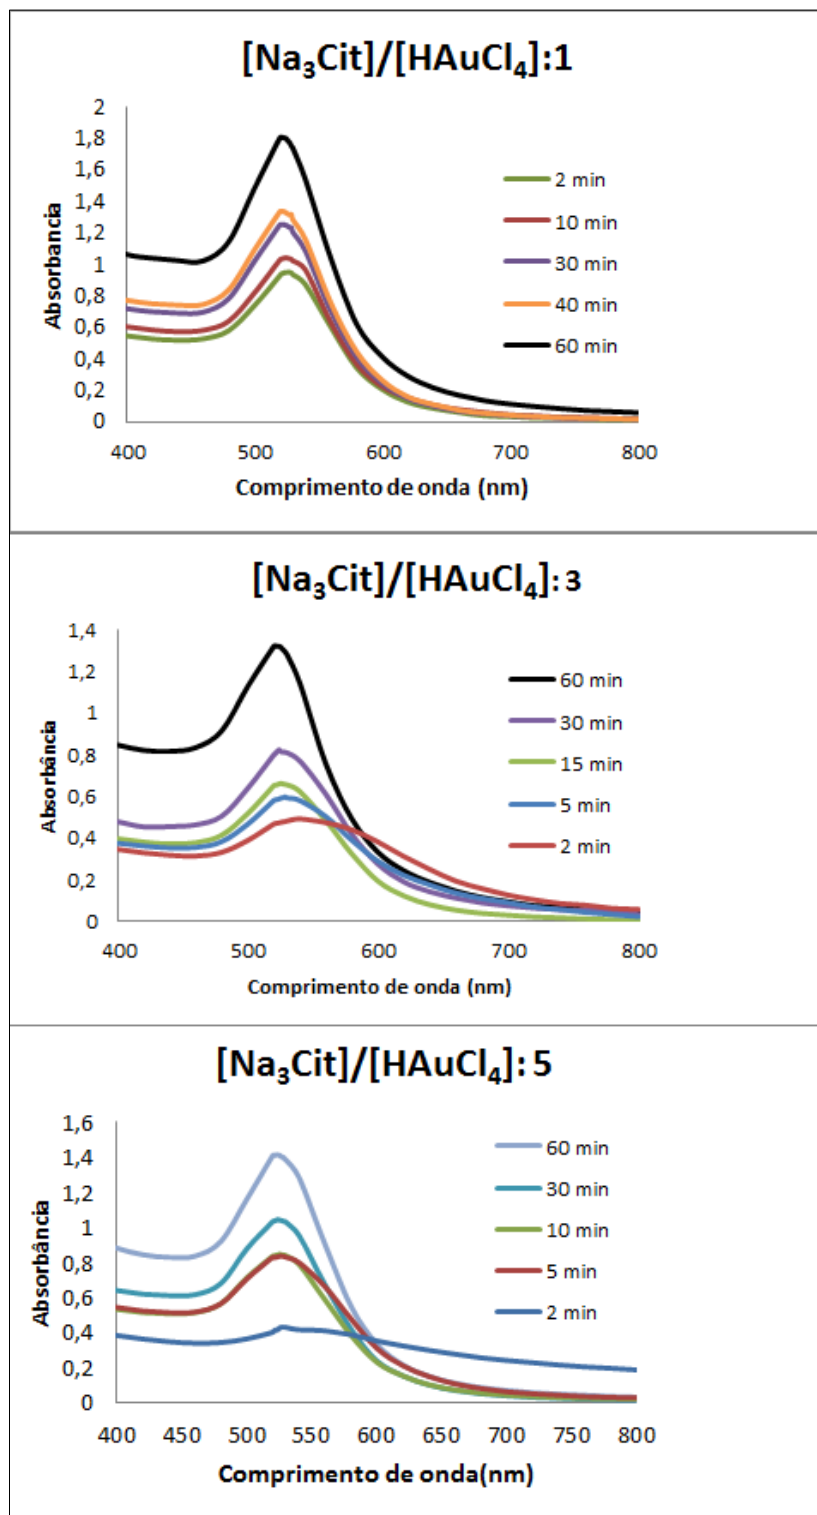 [Na₃Cit]/[HAuCl₄]:1
2
1,8
1,6
1,4
1,2
1
0,8
0,6
0,4
0,2
0
Absorbancia
2 min
10 min
30 min
40 min
60 min
400 500 600 700 800
Comprimento de onda (nm)
[Na₃Cit]/[HAuCl₄]: 3
1,4
1,2
1
0,8
0,6
0,4
0,2
0
Absorbância
60 min
30 min
15 min
5 min
2 min
400 500 600 700 800
Comprimento de onda (nm)
[Na₃Cit]/[HAuCl₄]: 5
1,6
1,4
1,2
1
0,8
0,6
0,4
0,2
0
Absorbância
60 min
30 min
10 min
5 min
2 min
400 450 500 550 600 650 700 750 800
Comprimento de onda(nm)